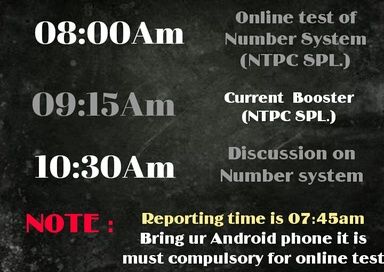 08:00Am
Online test of
Number System
(NTPC SPL.)
09:15Am
Current Booster
(NTPC SPL.)
10:30Am
Discussion on
Number system
NOTE :
Reporting time is 07:45am
Bring ur Android phone it is
must compulsory for online test